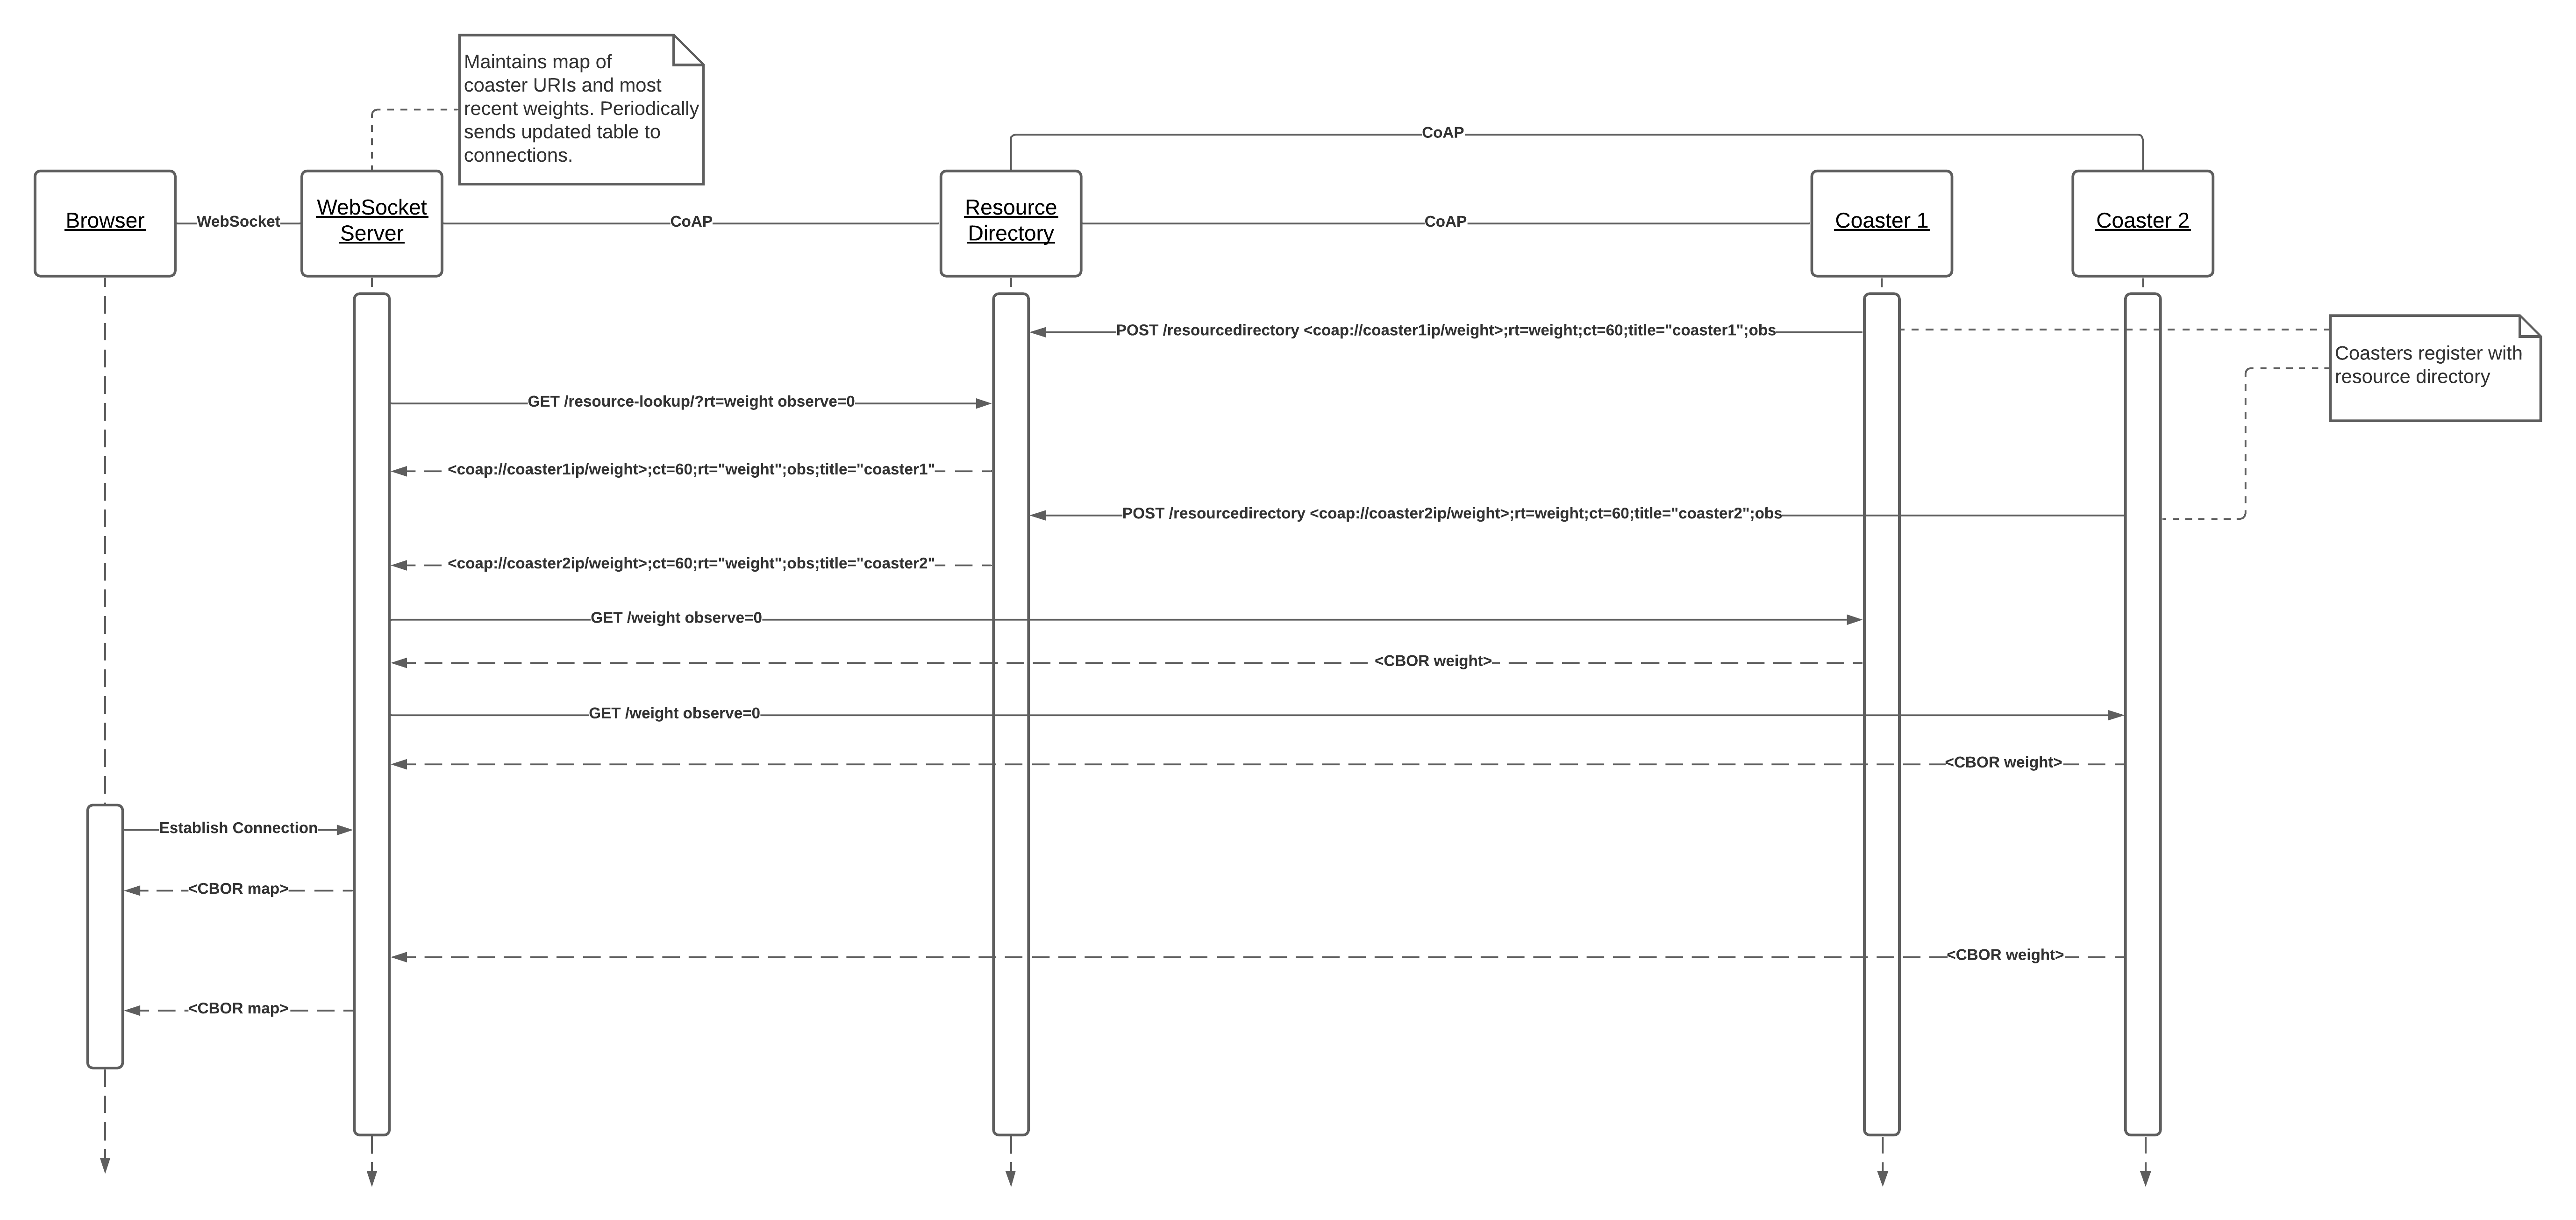 Maintains map of
coaster URIs and most
recent weights. Periodically
sends updated table to
connections.
CoAP
Browser
WebSocket
WebSocket
Server
CoAP
Resource
Directory
CoAP
Coaster 1
Coaster 2
POST /resourcedirectory <coap://coaster1ip/weight>;rt=weight;ct=60;title="coaster1";obs
Coasters register with
resource directory
GET /resource-lookup/?rt=weight observe=0
<coap://coaster1ip/weight>;ct=60;rt="weight";obs;title="coaster1"
POST /resourcedirectory <coap://coaster2ip/weight>;rt=weight;ct=60;title="coaster2";obs
<coap://coaster2ip/weight>;ct=60;rt="weight";obs;title="coaster2"
GET /weight observe=0
<CBOR weight>
GET /weight observe=0
<CBOR weight>
Establish Connection
<CBOR map>
<CBOR weight>
<CBOR map>